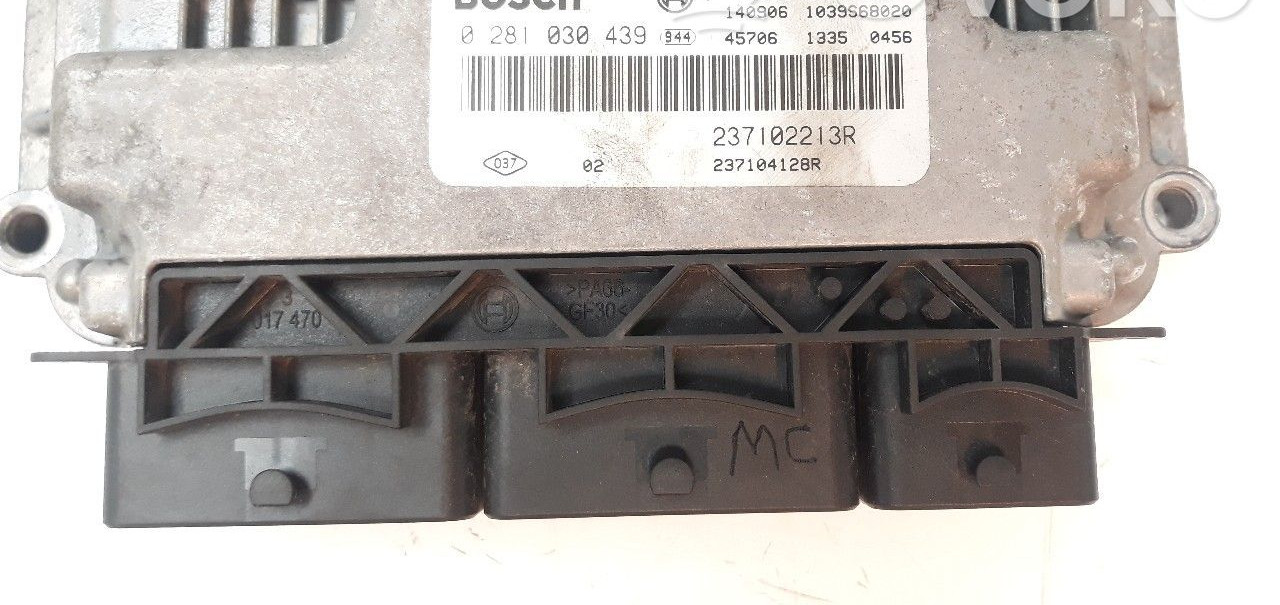 BOSCH
140906 1039S68020
0 281 030 439 944 45706 1335 0456
237102213R
037 02 237104128R
3
017 470
>PA66-
GF30<
MC